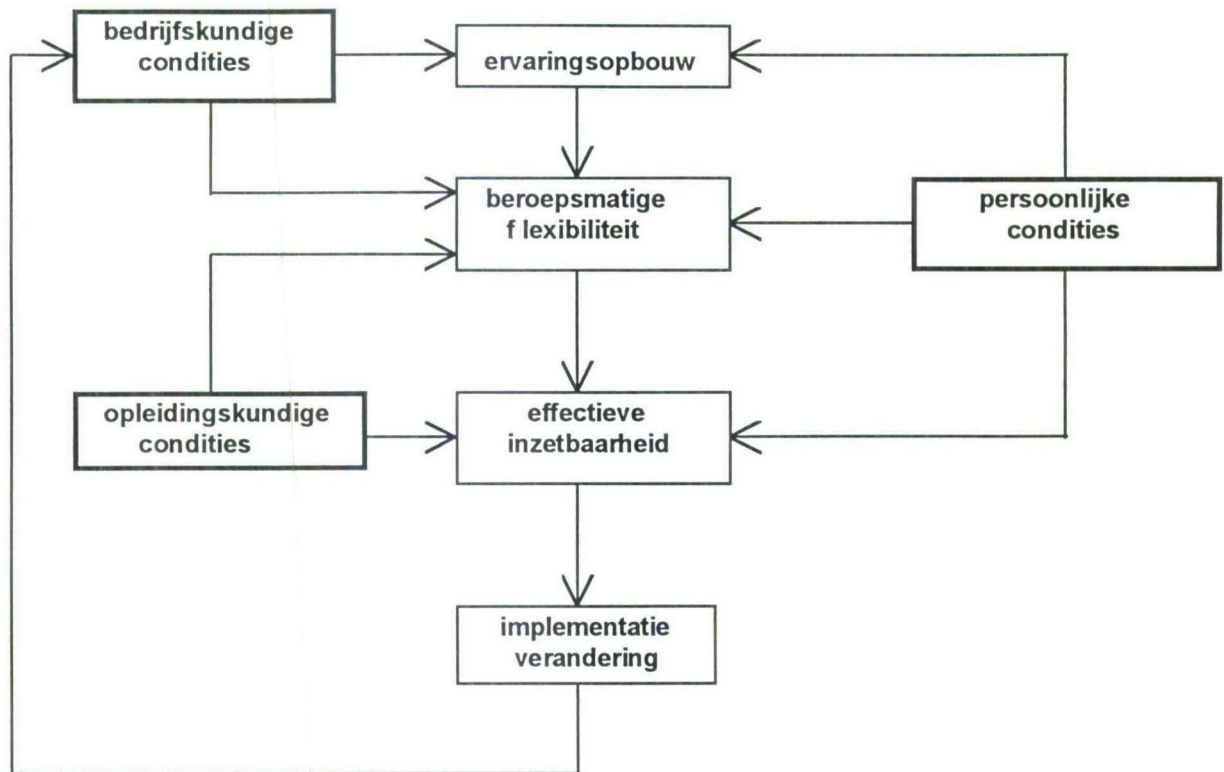 bedrijfskundige
condities
ervaringsopbouw
beroepsmatige
f lexibiliteit
persoonlijke
condities
opleidingskundige
condities
effectieve
inzetbaarheid
implementatie
verandering